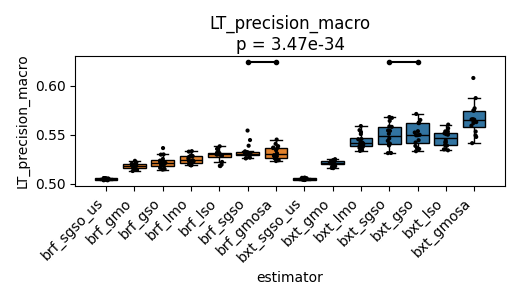 LT_precision_macro
p = 3.47e-34
LT_precision_macro
0.60
0.55
0.50
brf_sgso_us
brf_gmo
brf_gso
brf_lmo
brf_lso
brf_sgso
brf_gmosa
bxt_sgso_us
bxt_gmo
bxt_lmo
bxt_sgso
bxt_gso
bxt_lso
bxt_gmosa
estimator